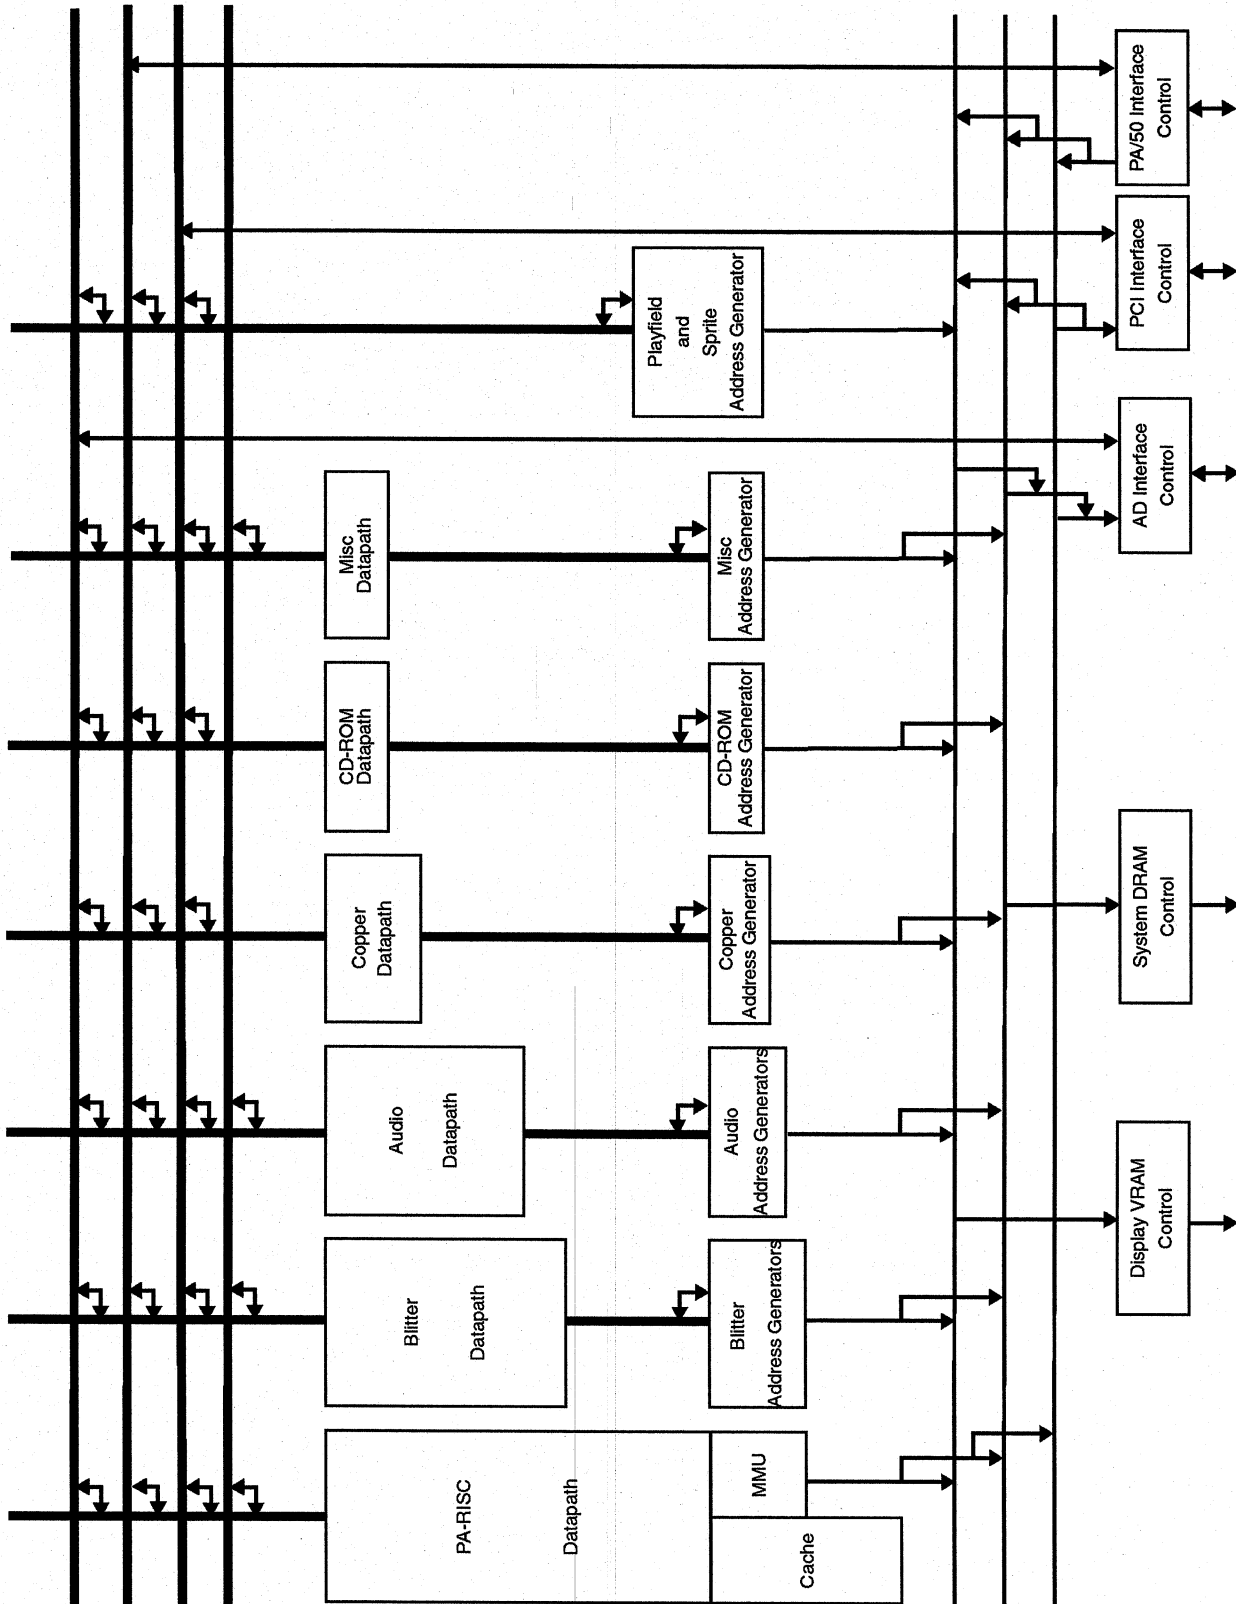 PA-RISC
Datapath
MMU
Cache
Blitter
Datapath
Blitter
Address Generators
Audio
Datapath
Audio
Address Generators
Copper
Datapath
Copper
Address Generator
CD-ROM
Datapath
CD-ROM
Address Generator
Misc
Datapath
Misc
Address Generator
Playfield
and
Sprite
Address Generator
Display VRAM
Control
System DRAM
Control
AD Interface
Control
PCI Interface
Control
PA/50 Interface
Control